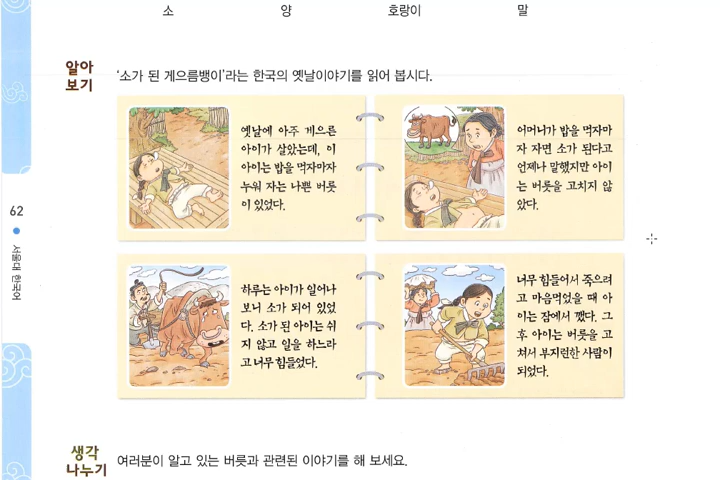 소 양 호랑이 말
알아
보기
'소가 된 게으름뱅이'라는 한국의 옛날이야기를 읽어 봅시다.
옛날에 아주 게으른
아이가 살았는데, 이
아이는 밥을 먹자마자
누워 자는 나쁜 버릇
이 있었다.
어머니가 밥을 먹자마
자 자면 소가 된다고
언제나 말했지만 아이
는 버릇을 고치지 않
았다.
하루는 아이가 일어나
보니 소가 되어 있었
다. 소가 된 아이는 쉬
지 않고 일을 하느라
고 너무 힘들었다.
너무 힘들어서 죽으려
고 마음먹었을 때 아
이는 잠에서 깼다. 그
후 아이는 버릇을 고
쳐서 부지런한 사람이
되었다.
62
서울대 한국어
생각
나누기
여러분이 알고 있는 버릇과 관련된 이야기를 해 보세요.